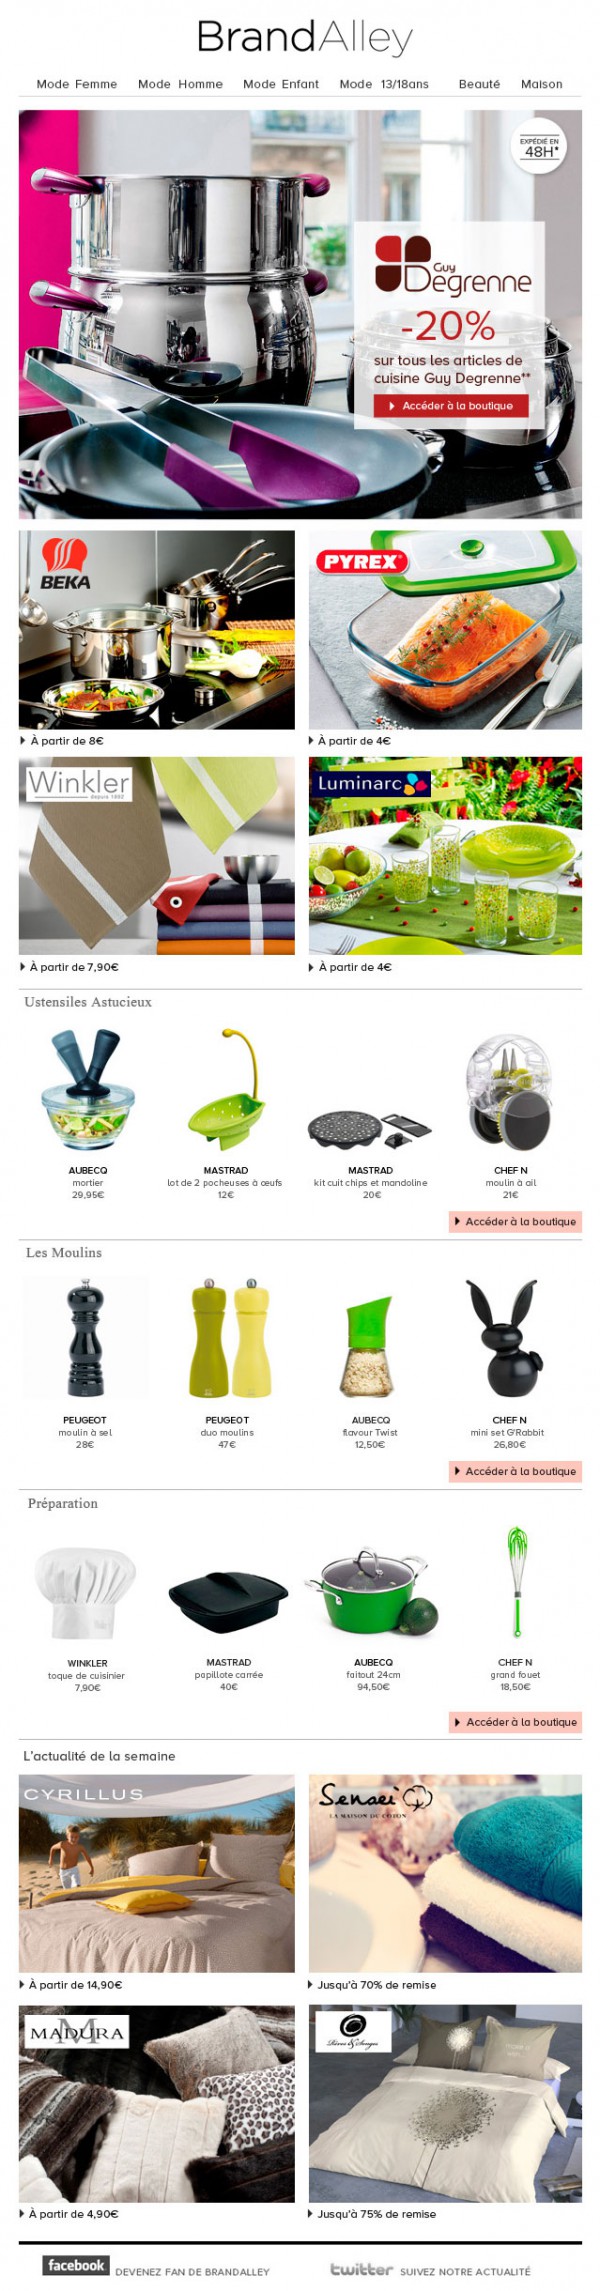 BrandAlley
Mode Femme Mode Homme Mode Enfant Mode 13/18ans Beauté Maison
EXPÉDIÉ EN
48H*
Guy
Degrenne
-20%
sur tous les articles de
cuisine Guy Degrenne**
Accéder à la boutique
BEKA
PYREX®
À partir de 8€
À partir de 4€
Winkler
depuis 1882
Luminarc
À partir de 7,90€
À partir de 4€
Ustensiles Astucieux
AUBECQ
mortier
29,95€
MASTRAD
lot de 2 pocheuses à œufs
12€
MASTRAD
kit cuit chips et mandoline
20€
CHEF N
moulin à ail
21€
Accéder à la boutique
Les Moulins
PEUGEOT
moulin à sel
28€
PEUGEOT
duo moulins
47€
AUBECQ
flavour Twist
12,50€
CHEF N
mini set G'Rabbit
26,80€
Accéder à la boutique
Préparation
WINKLER
toque de cuisinier
7,90€
MASTRAD
papillote carrée
40€
AUBECQ
faitout 24cm
94,50€
CHEF N
grand fouet
18,50€
Accéder à la boutique
L'actualité de la semaine
CYRILLUS
Sensei
LA MAISON DU COTON
À partir de 14,90€
Jusqu'à 70% de remise
M
MADURA
Rêves & Songes
À partir de 4,90€
Jusqu'à 75% de remise
facebook DEVENEZ FAN DE BRANDALLEY
twitter SUIVEZ NOTRE ACTUALITÉ